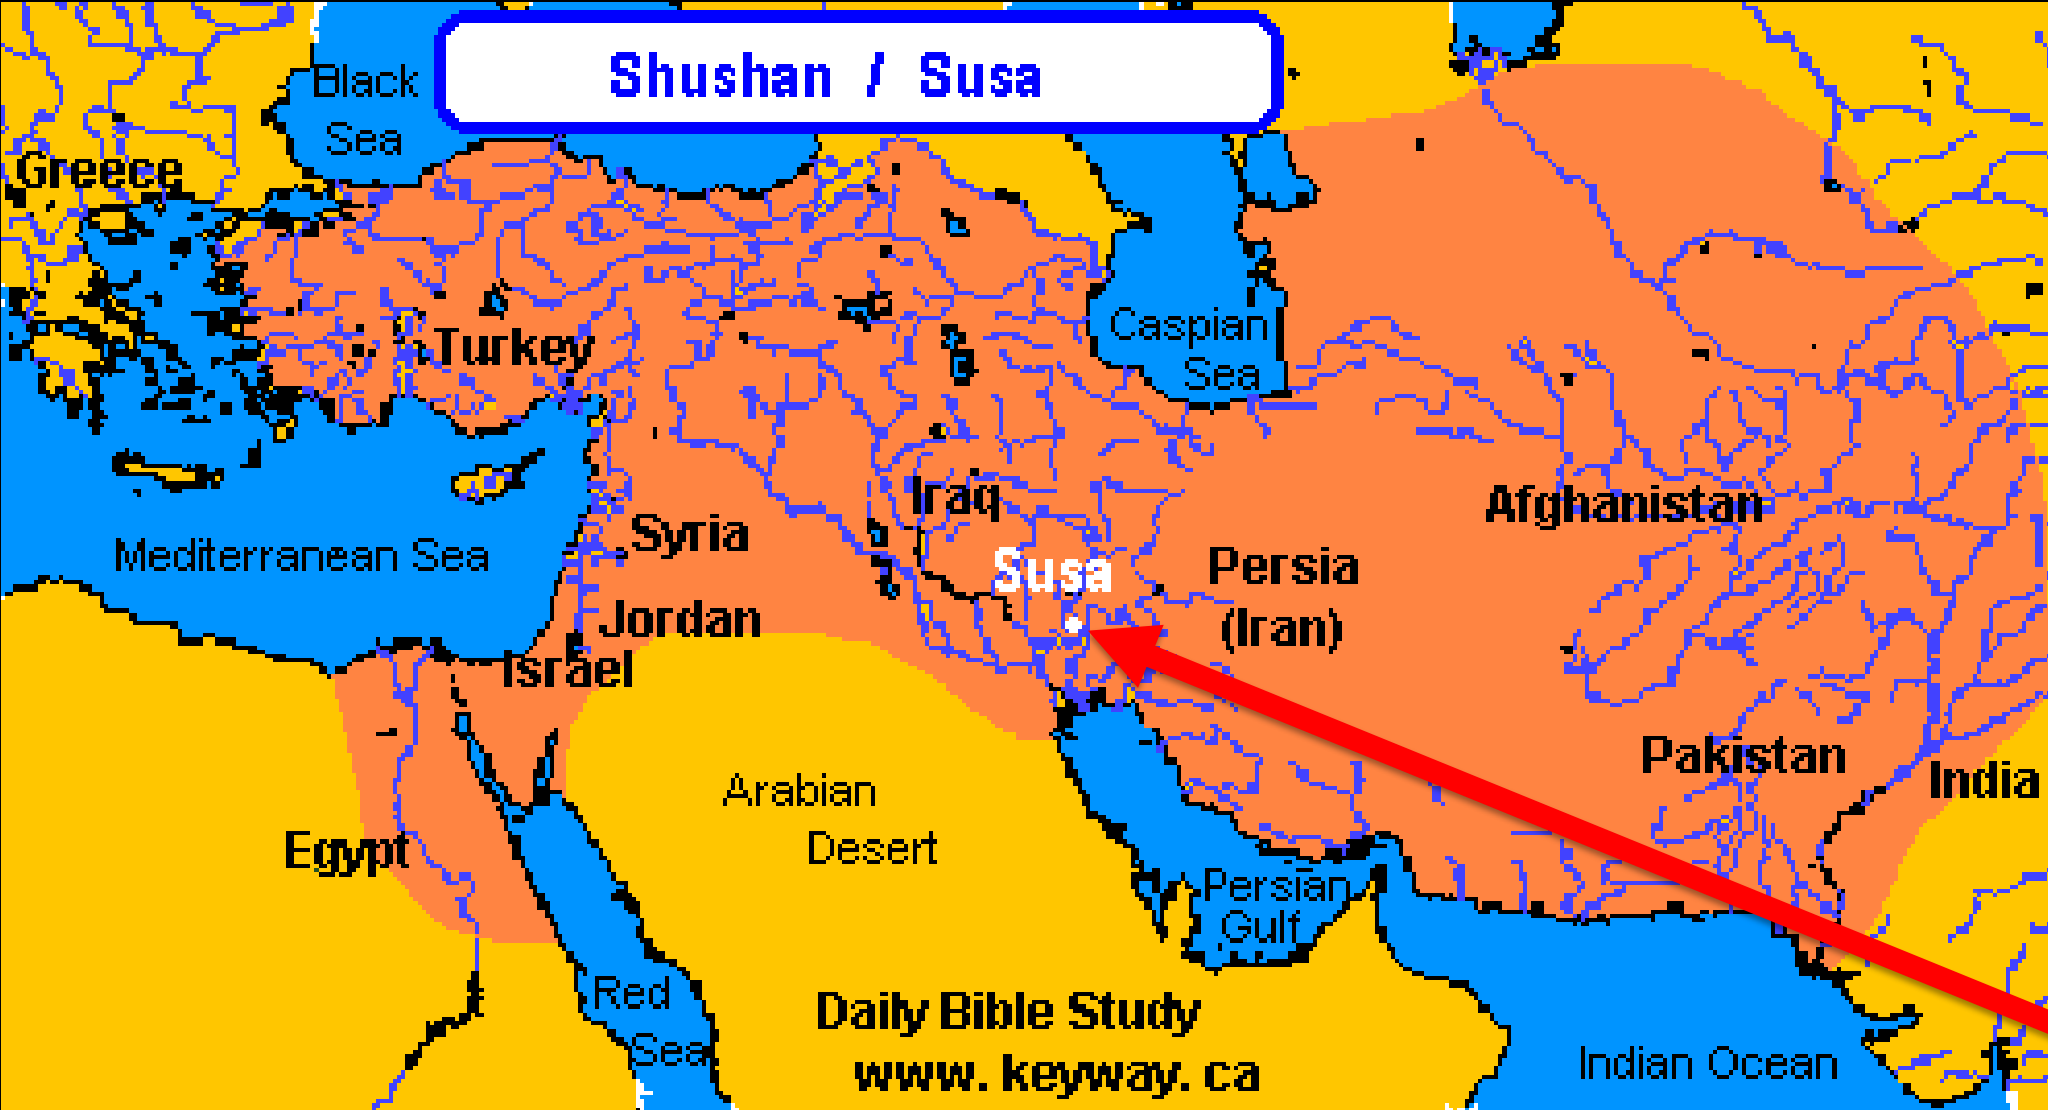 Shushan / Susa
Black
Sea
Greece
Caspian
Sea
Turkey
Iraq
Afghanistan
Syria
Mediterranean Sea
Susa
Persia
(Iran)
Jordan
Israel
Pakistan
India
Arabian
Desert
Egypt
Persian
Gulf
Red
Sea
Daily Bible Study
www.keyway.ca
Indian Ocean